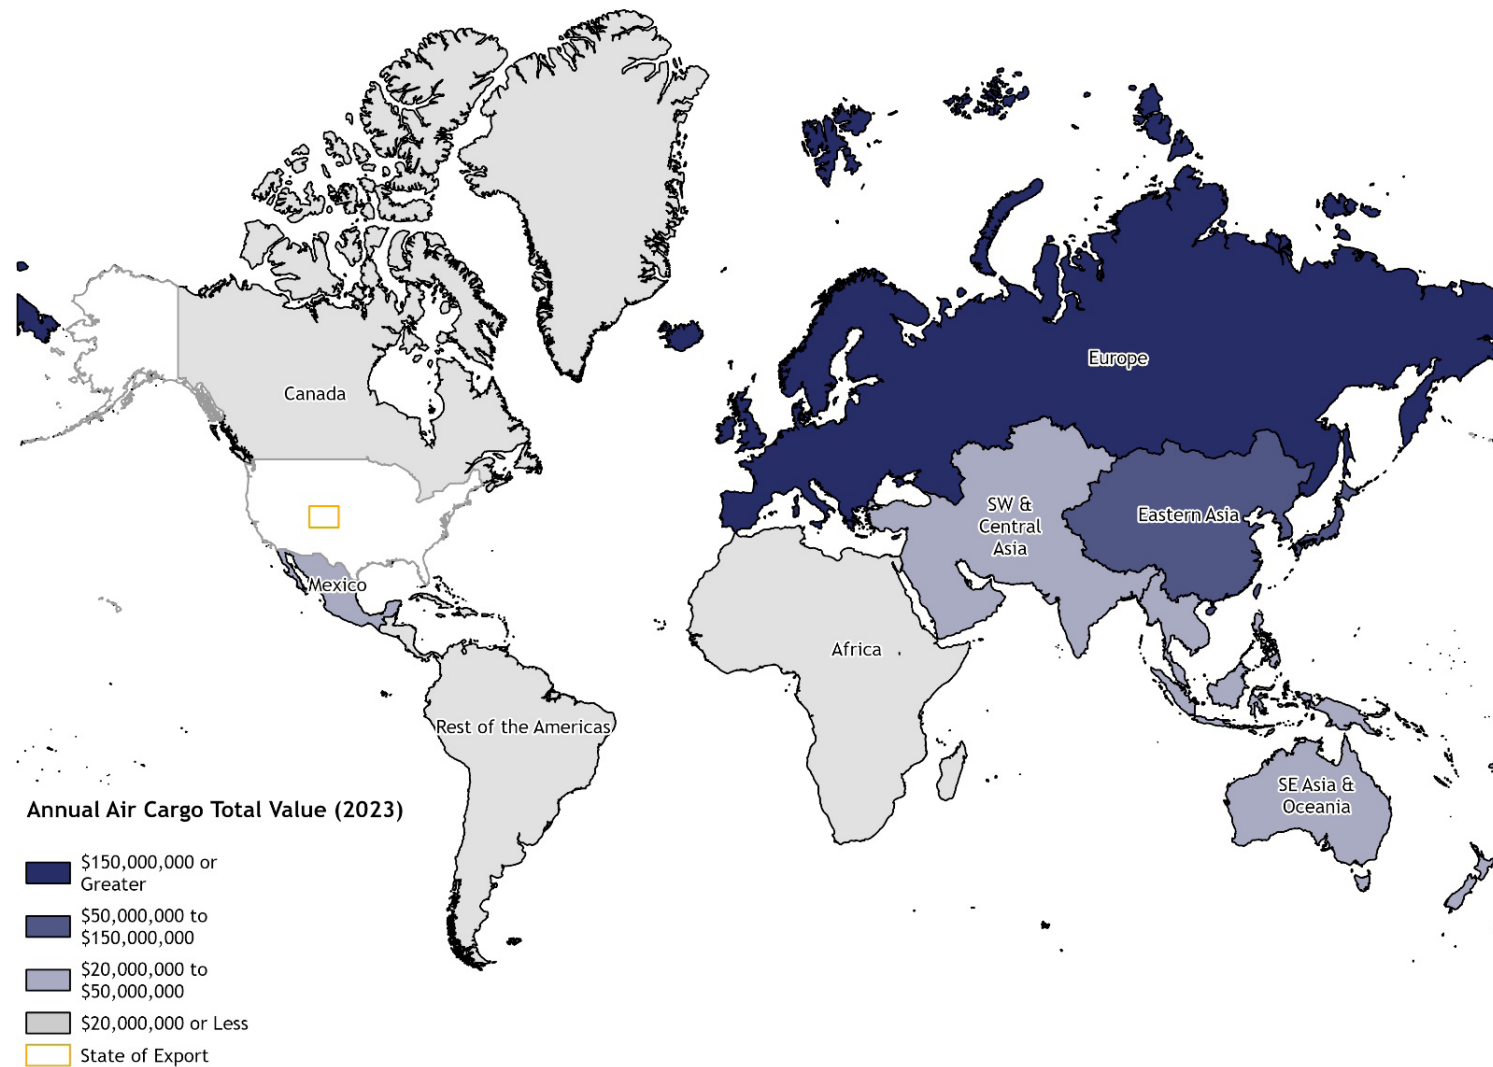 Canada
Europe
SW &
Central
Asia
Eastern Asia
Mexico
Africa
Rest of the Americas
SE Asia &
Oceania
Annual Air Cargo Total Value (2023)
$150,000,000 or
Greater
$50,000,000 to
$150,000,000
$20,000,000 to
$50,000,000
$20,000,000 or Less
State of Export